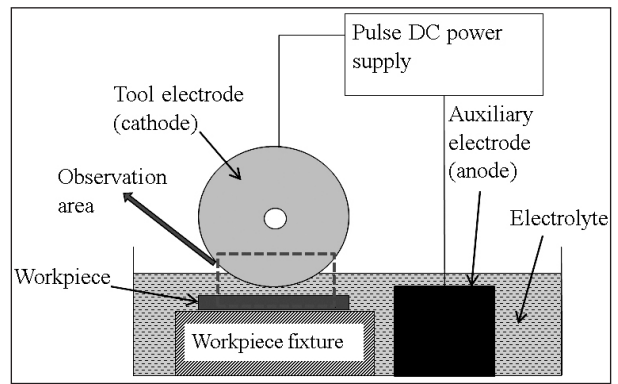 Pulse DC power
supply
Tool electrode
(cathode)
Auxiliary
electrode
(anode)
Observation
area
Electrolyte
Workpiece
Workpiece fixture